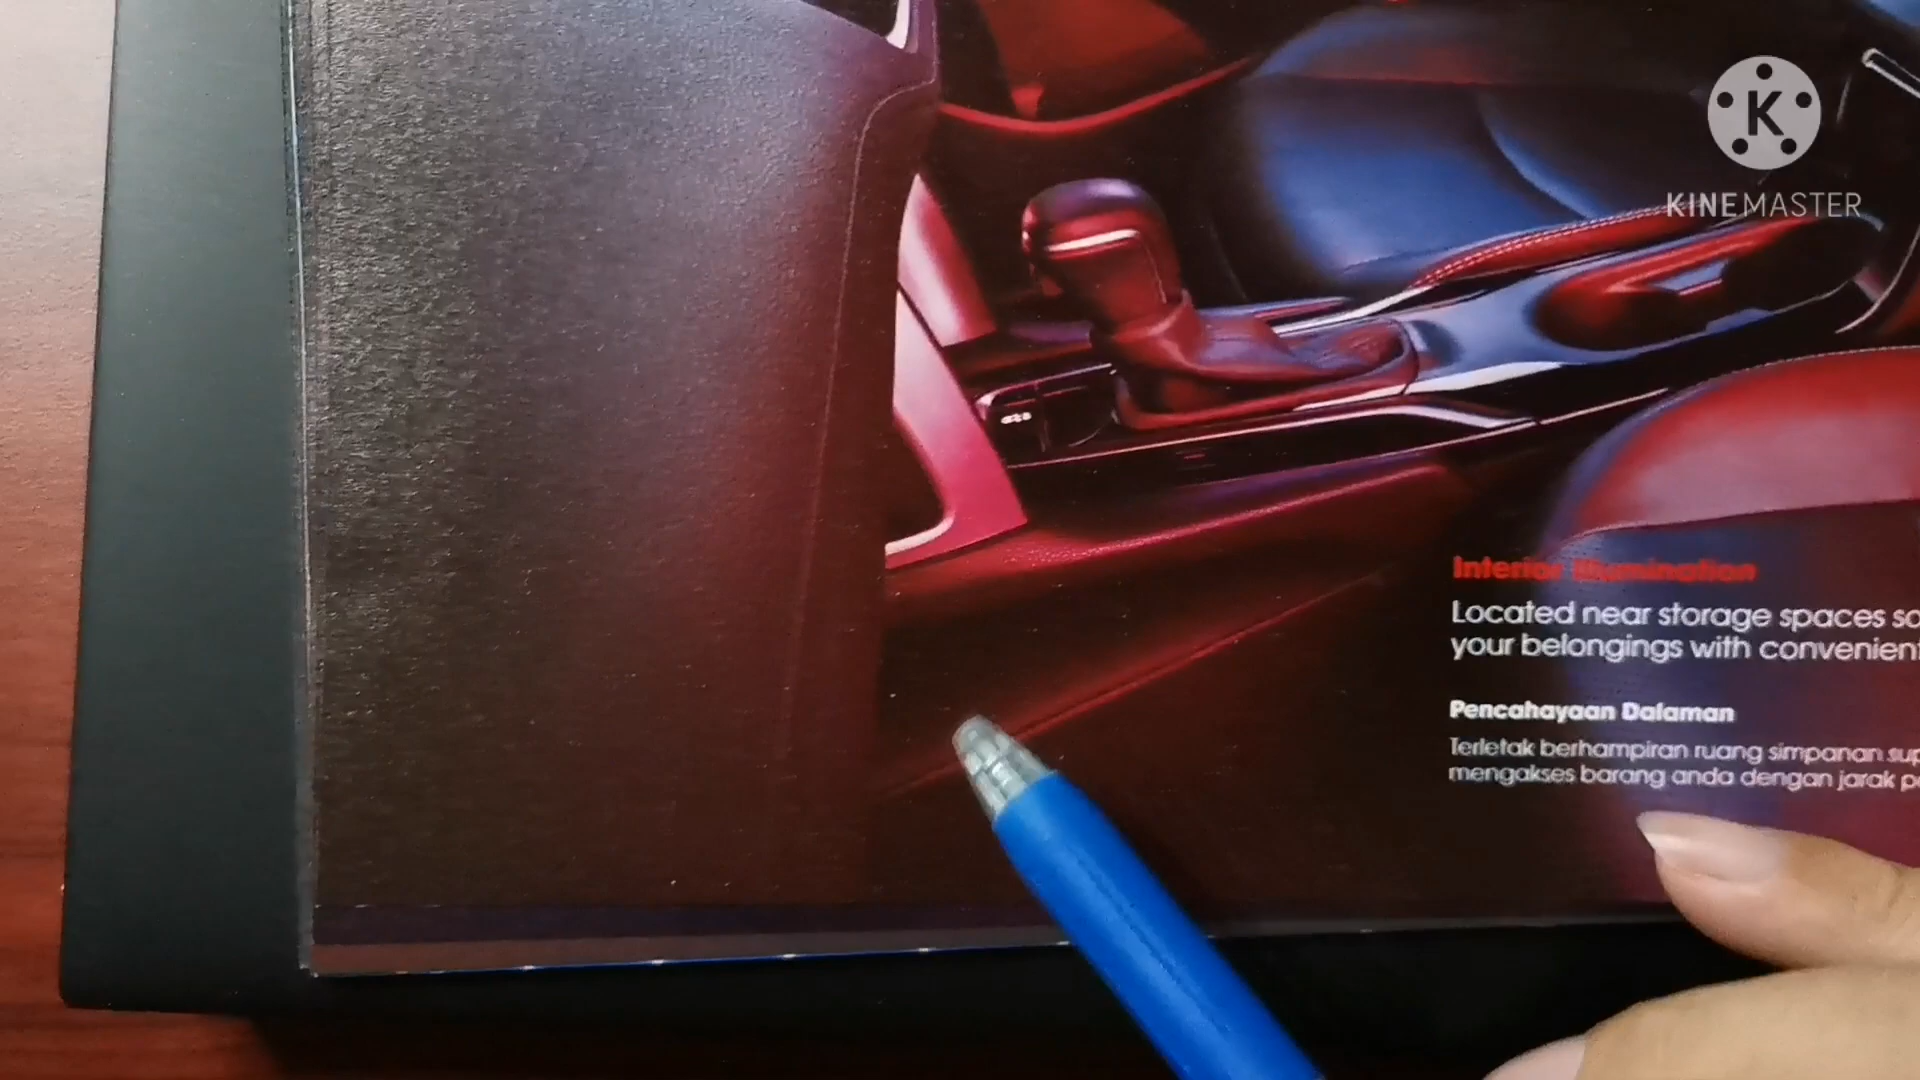 K
KINEMASTER
Interior Illumination
Located near storage spaces so
your belongings with convenient
Pencahayaan Dalaman
Terletak berhampiran ruang simpanan sup
mengakses barang anda dengan jarak p